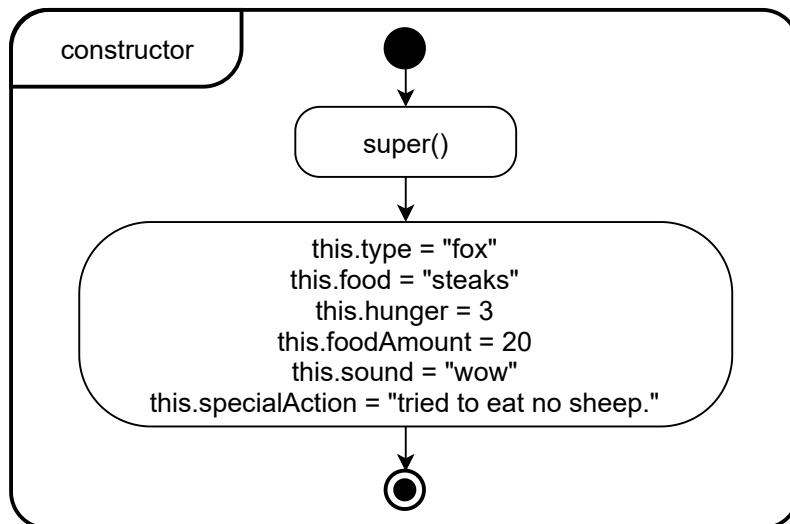 constructor
super()
this.type = "fox"
this.food = "steaks"
this.hunger = 3
this.foodAmount = 20
this.sound = "wow"
this.specialAction = "tried to eat no sheep."